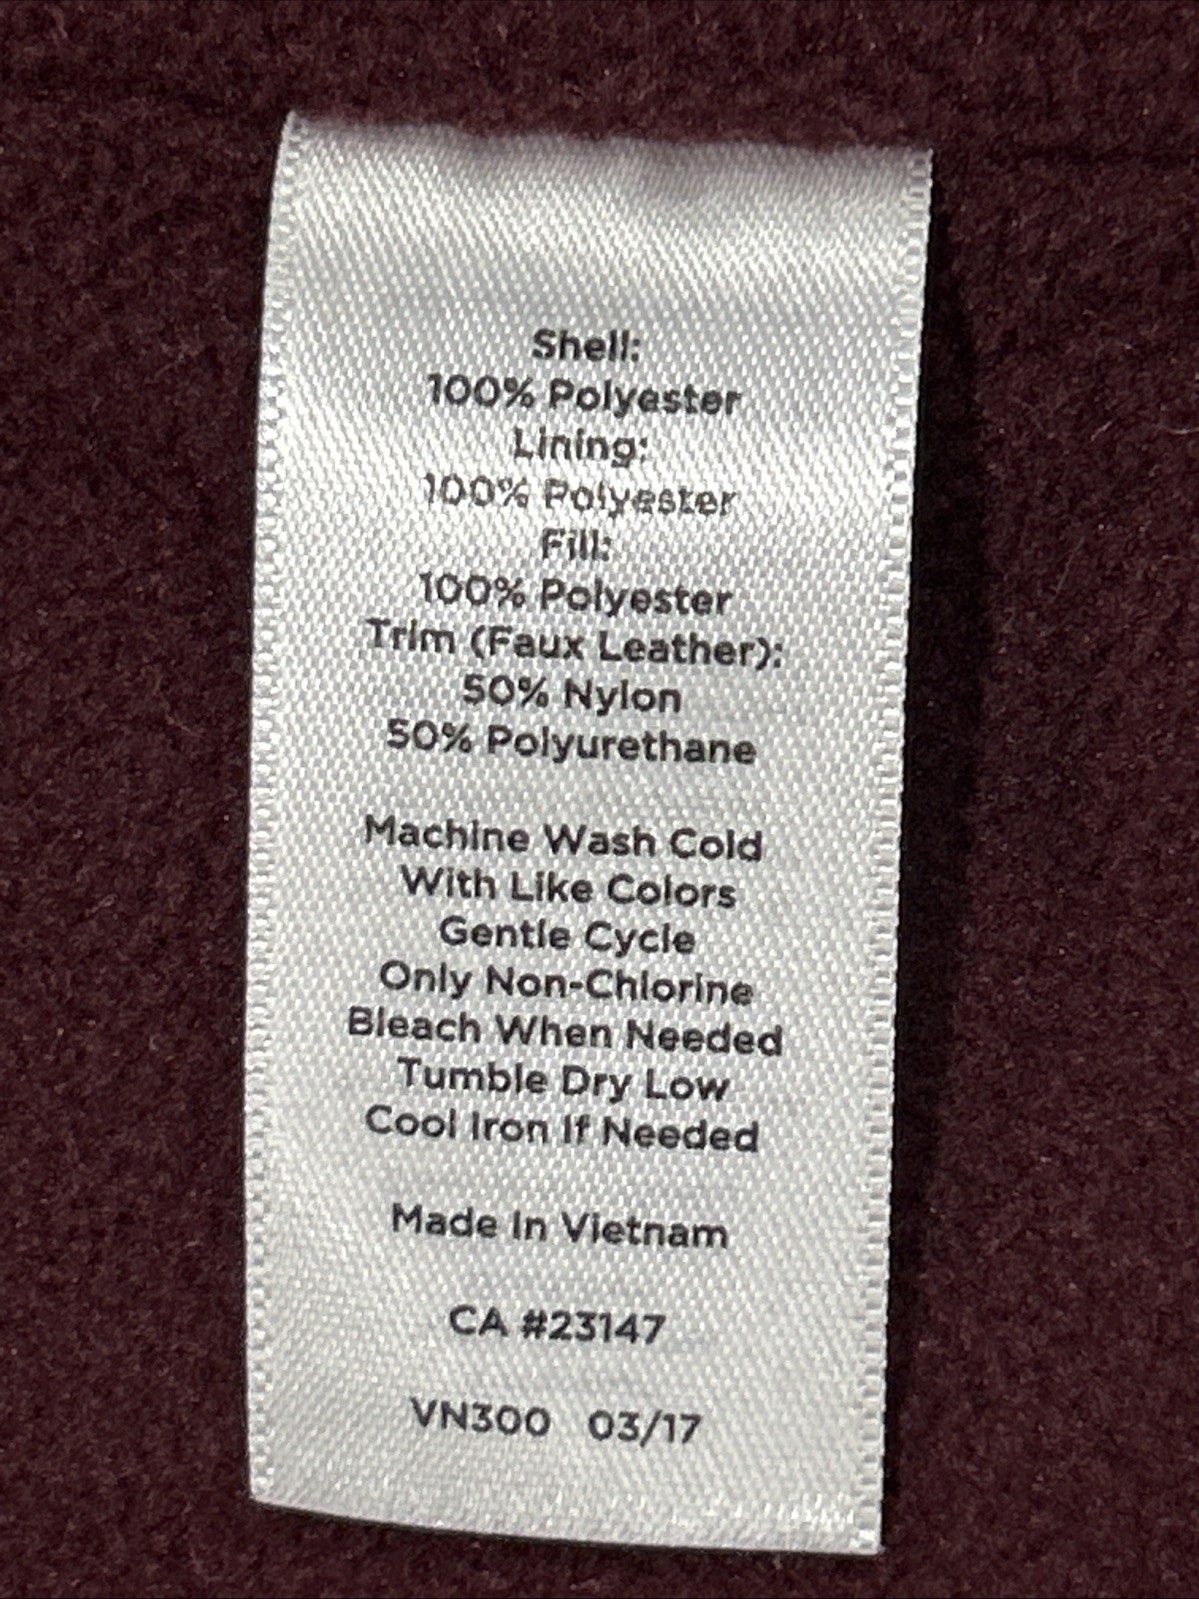 Shell:
100% Polyester
Lining:
100% Polyester
Fill:
100% Polyester
Trim (Faux Leather):
50% Nylon
50% Polyurethane
Machine Wash Cold
With Like Colors
Gentle Cycle
Only Non-Chlorine
Bleach When Needed
Tumble Dry Low
Cool Iron If Needed
Made In Vietnam
CA #23147
VN300 03/17